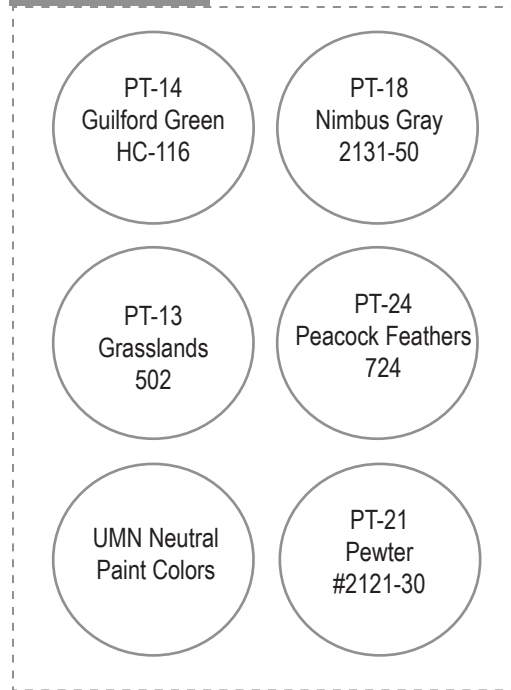 PT-14
Guilford Green
HC-116
PT-18
Nimbus Gray
2131-50
PT-13
Grasslands
502
PT-24
Peacock Feathers
724
UMN Neutral
Paint Colors
PT-21
Pewter
#2121-30